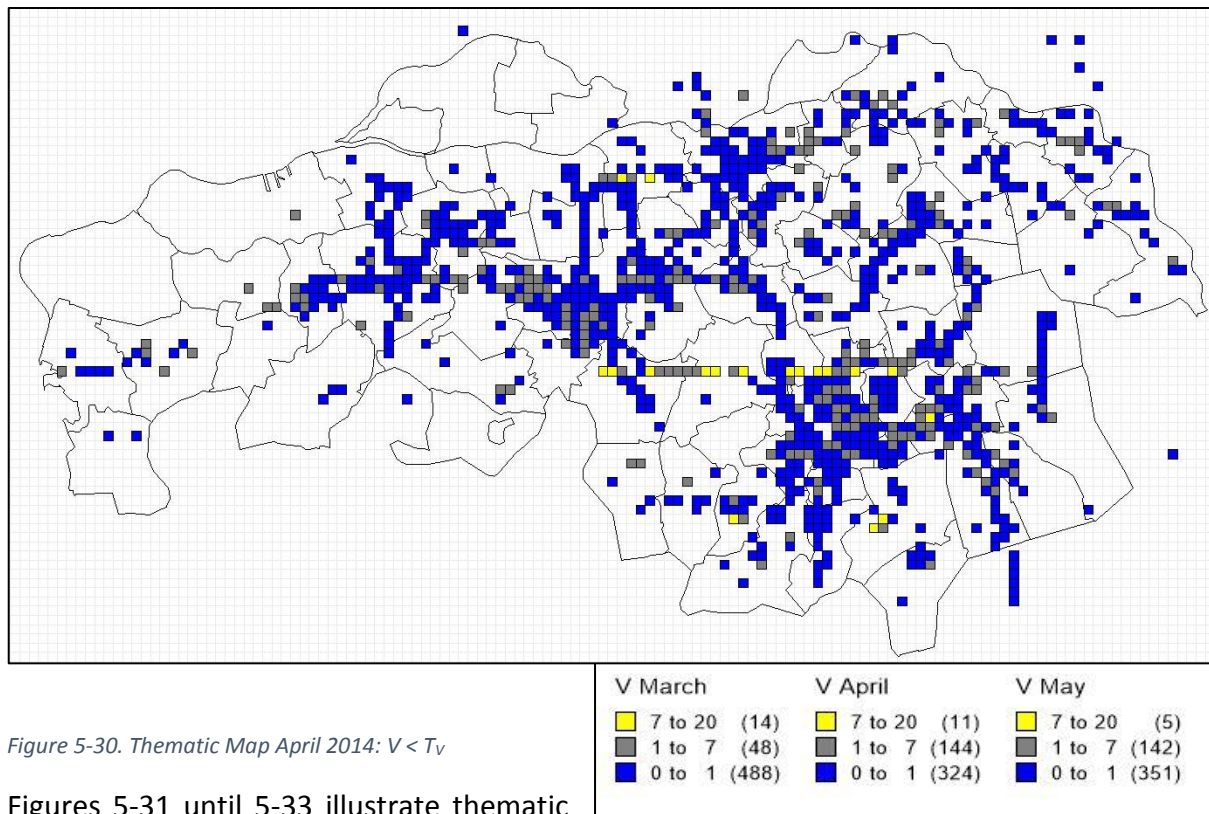 V March V April V May
7 to 20 (14) 7 to 20 (11) 7 to 20 (5)
1 to 7 (48) 1 to 7 (144) 1 to 7 (142)
0 to 1 (488) 0 to 1 (324) 0 to 1 (351)
Figure 5-30. Thematic Map April 2014: V < TV
Figures 5-31 until 5-33 illustrate thematic